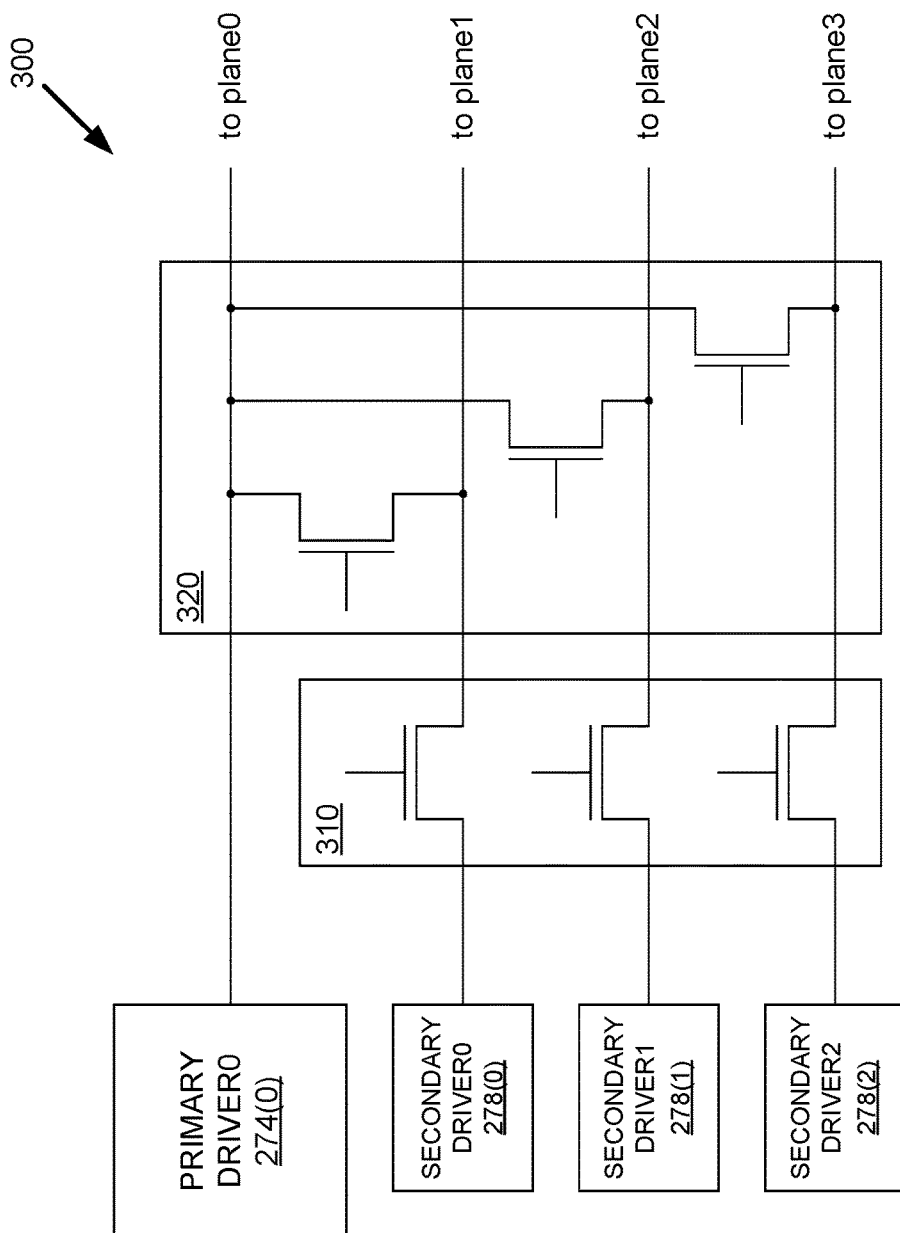 300
to plane0
to plane1
to plane2
to plane3
320
310
PRIMARY
DRIVER0
274(0)
SECONDARY
DRIVER0
278(0)
SECONDARY
DRIVER1
278(1)
SECONDARY
DRIVER2
278(2)